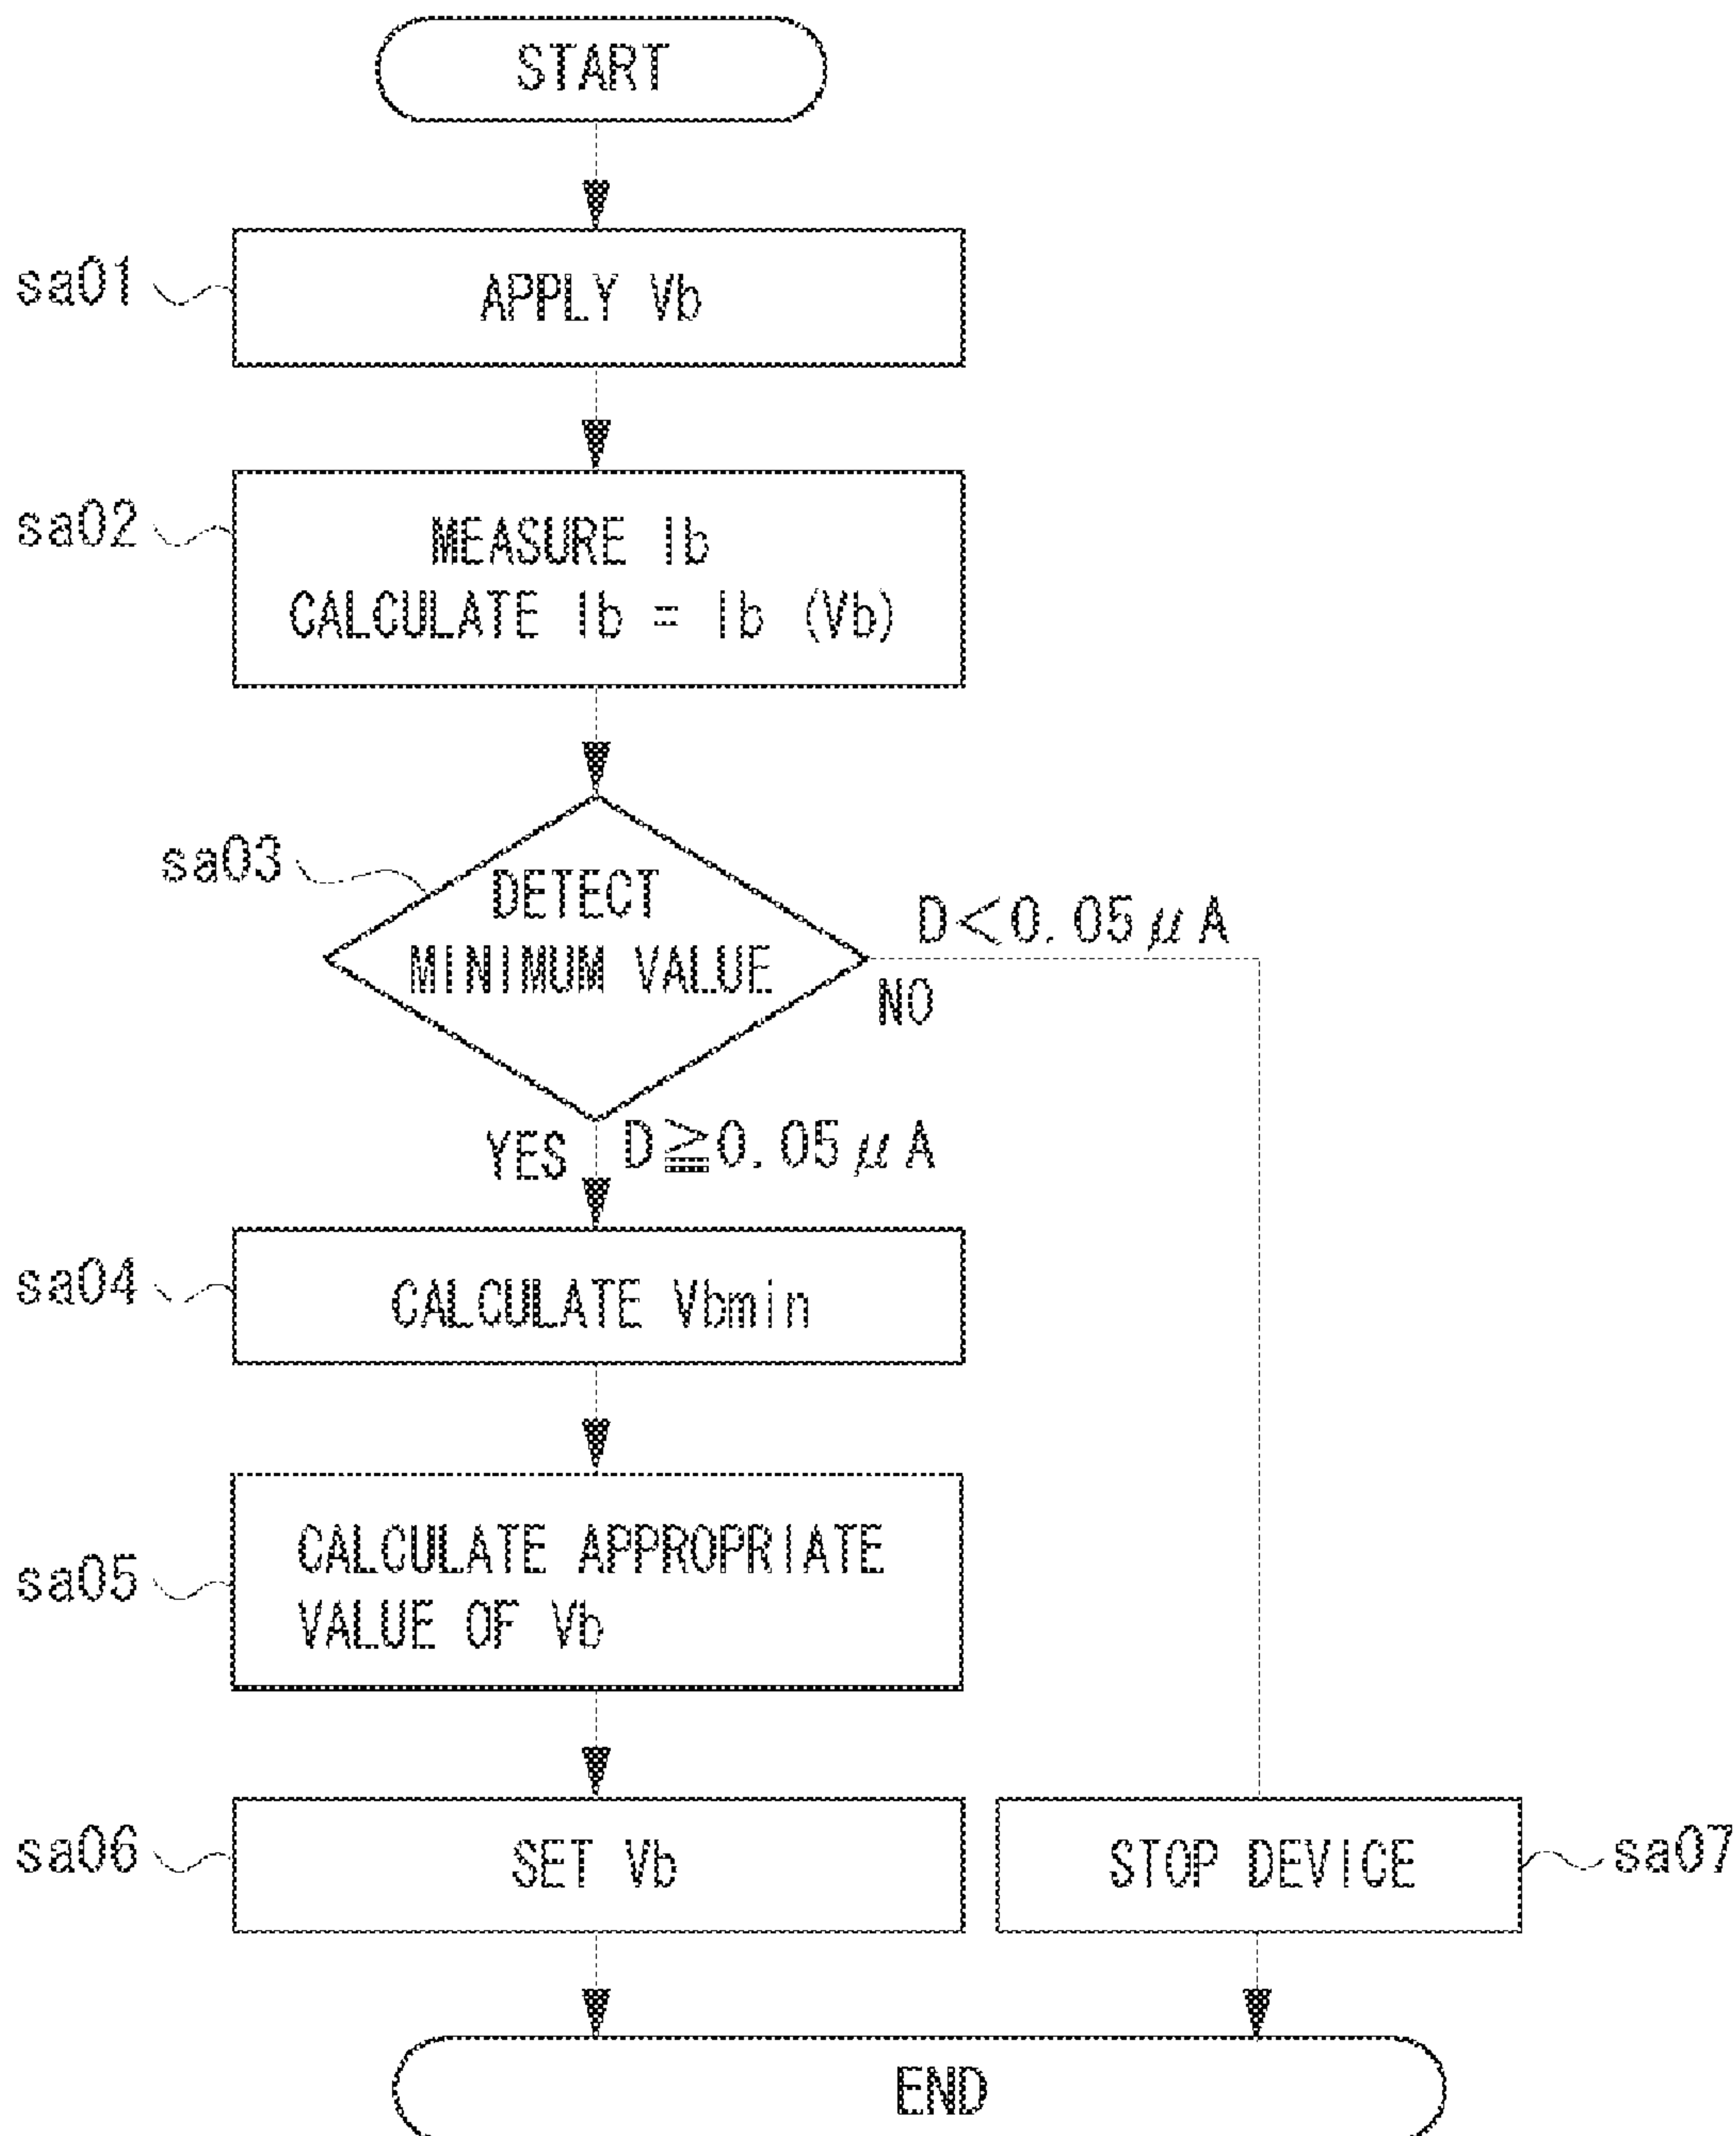 START
sa01
APPLY Vb
sa02
MEASURE Ib
CALCULATE Ib = Ib (Vb)
sa03
DETECT
MINIMUM VALUE
D<0.05μA
NO
YES
D≧0.05μA
sa04
CALCULATE Vbmin
sa05
CALCULATE APPROPRIATE
VALUE OF Vb
sa06
SET Vb
STOP DEVICE
sa07
END